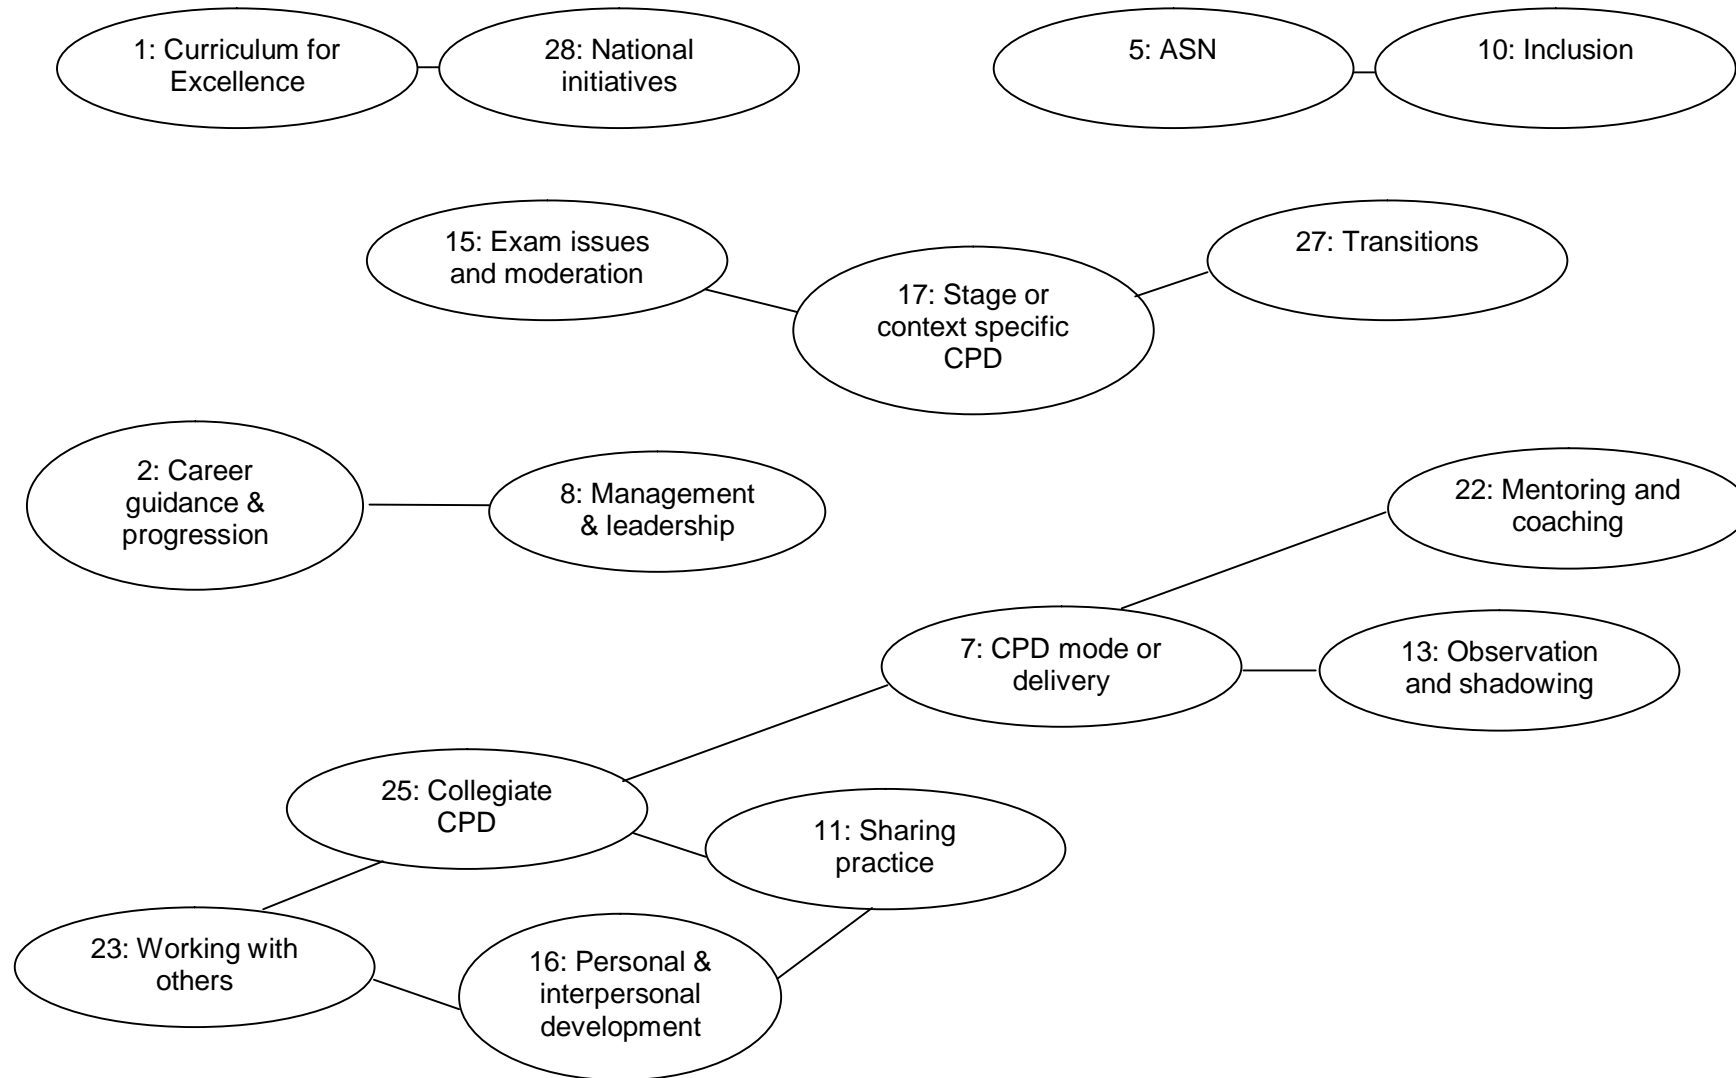 1: Curriculum for
Excellence
28: National
initiatives
5: ASN
10: Inclusion
15: Exam issues
and moderation
17: Stage or
context specific
CPD
27: Transitions
2: Career
guidance &
progression
8: Management
& leadership
22: Mentoring and
coaching
7: CPD mode or
delivery
13: Observation
and shadowing
25: Collegiate
CPD
11: Sharing
practice
23: Working with
others
16: Personal &
interpersonal
development